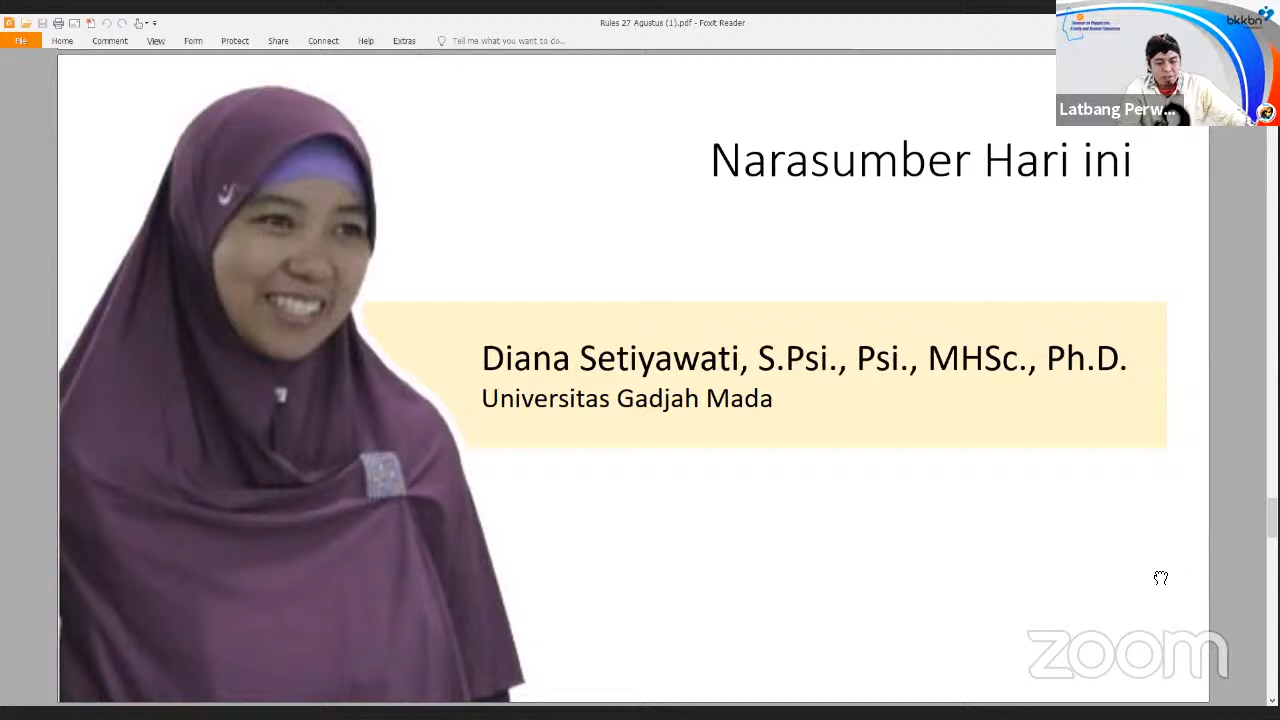 Rules 27 Agustus (1).pdf - Foxit Reader
File Home Comment View Form Protect Share Connect Help Extras Tell me what you want to do..
bkkbn
Latbang Perw...
Narasumber Hari ini
Diana Setiyawati, S.Psi., Psi., MHSc., Ph.D.
Universitas Gadjah Mada
zoom